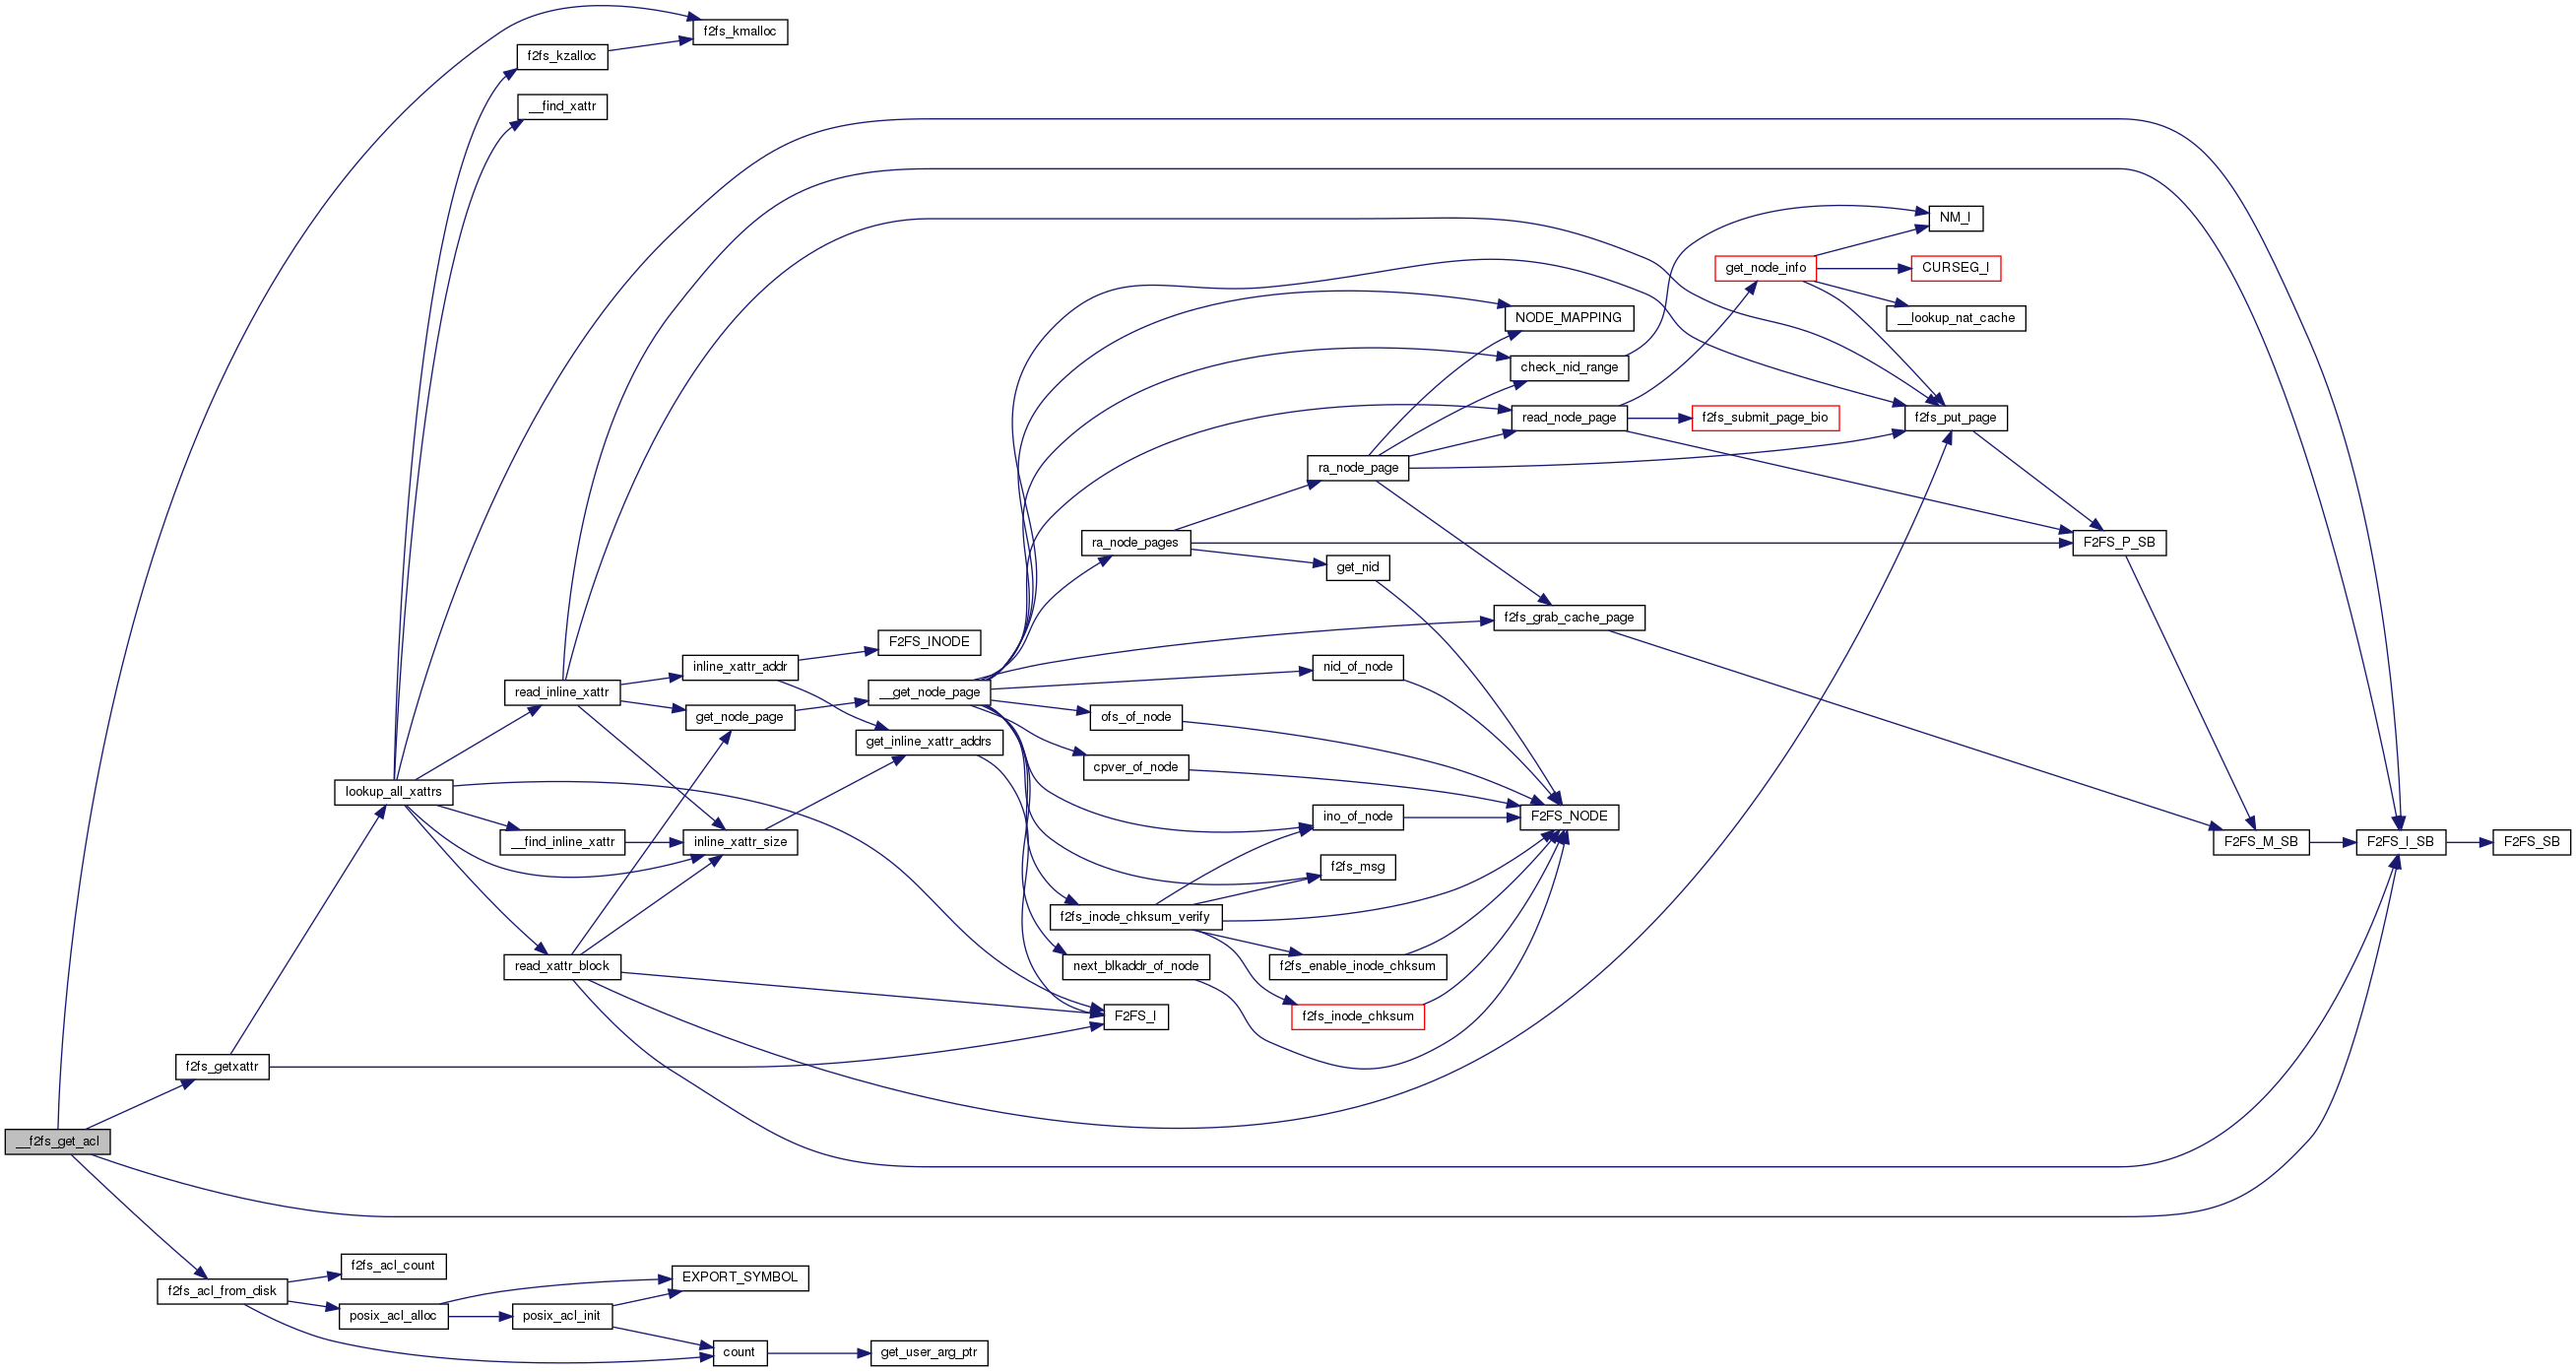 f2fs_kmalloc
f2fs_kzalloc
__find_xattr
NM_I
get_node_info
CURSEG_I
NODE_MAPPING
__lookup_nat_cache
check_nid_range
read_node_page
f2fs_submit_page_bio
f2fs_put_page
ra_node_page
ra_node_pages
F2FS_P_SB
get_nid
f2fs_grab_cache_page
F2FS_INODE
inline_xattr_addr
nid_of_node
read_inline_xattr
__get_node_page
get_node_page
ofs_of_node
get_inline_xattr_addrs
cpver_of_node
lookup_all_xattrs
ino_of_node
F2FS_NODE
__find_inline_xattr
inline_xattr_size
F2FS_M_SB
F2FS_I_SB
F2FS_SB
f2fs_msg
f2fs_inode_chksum_verify
read_xattr_block
next_blkaddr_of_node
f2fs_enable_inode_chksum
F2FS_I
f2fs_inode_chksum
f2fs_getxattr
__f2fs_get_acl
f2fs_acl_count
EXPORT_SYMBOL
f2fs_acl_from_disk
posix_acl_alloc
posix_acl_init
count
get_user_arg_ptr